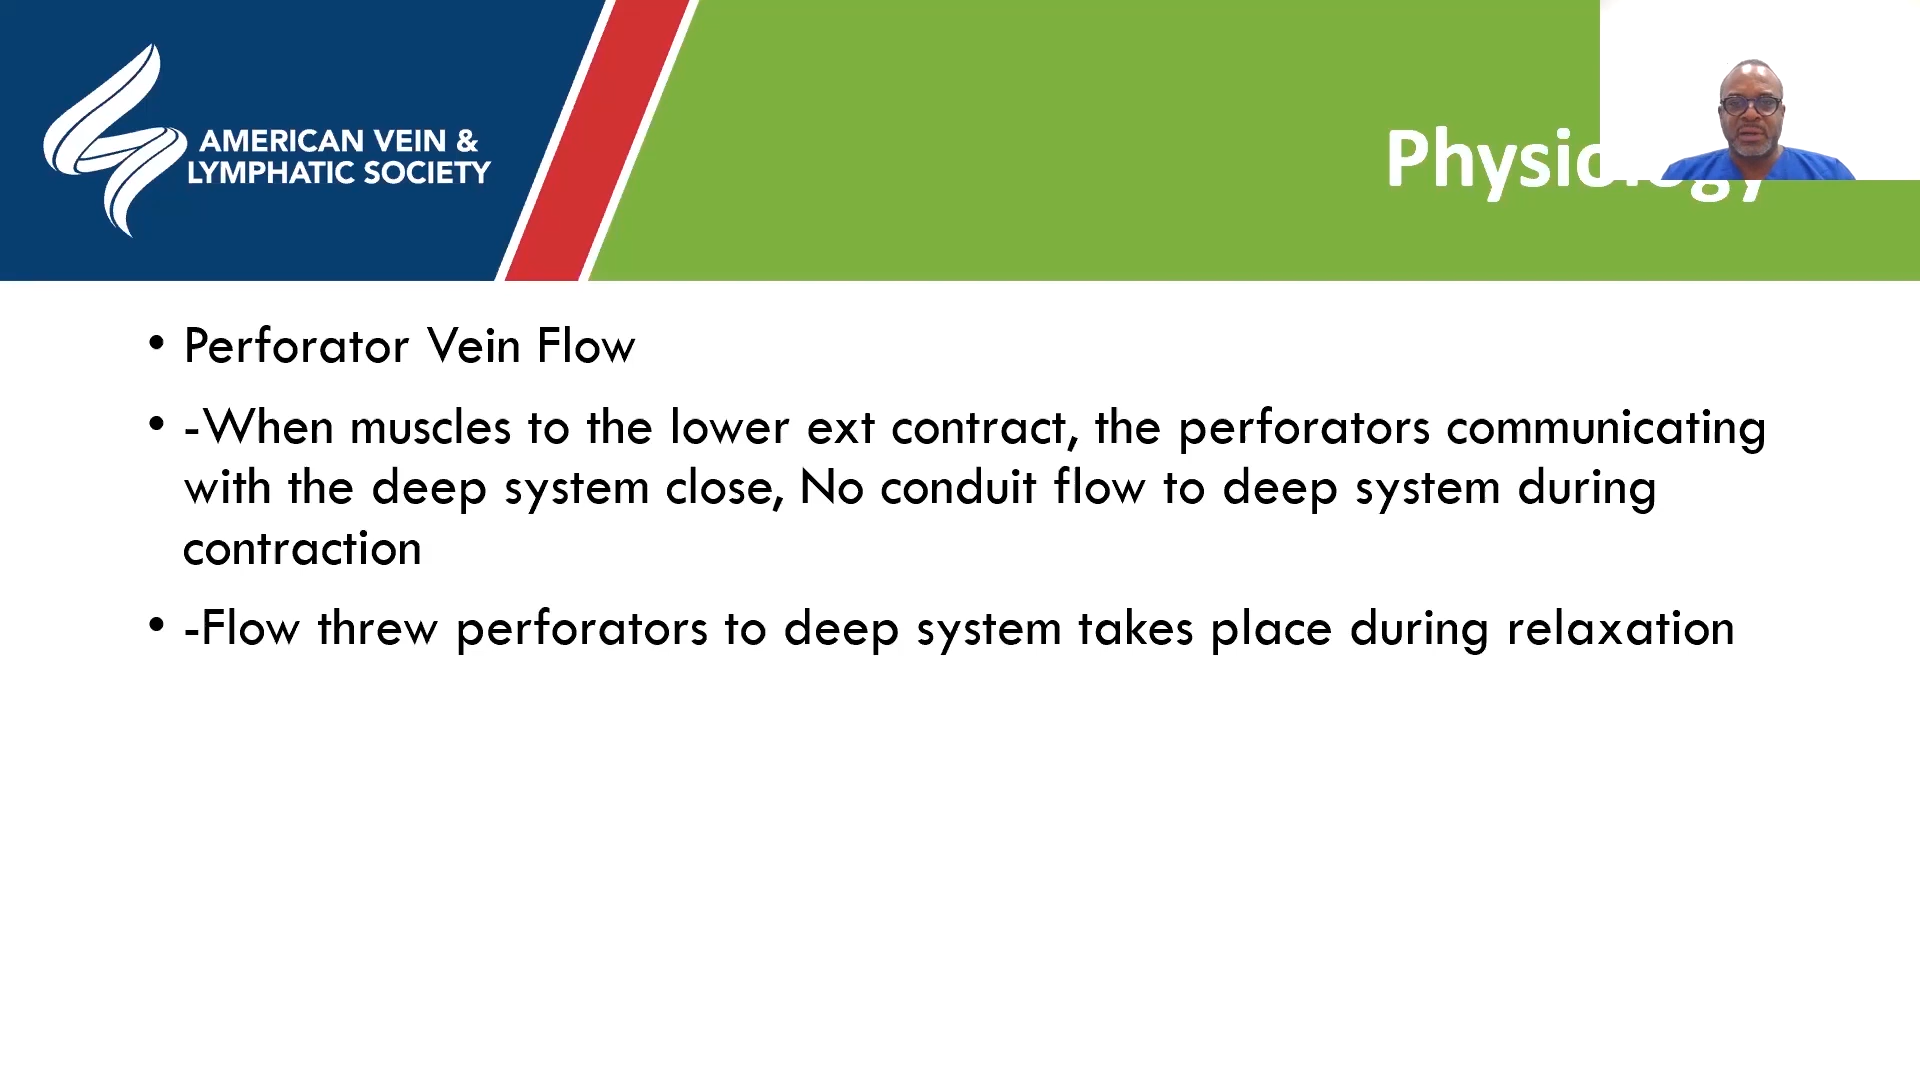 AMERICAN VEIN &
LYMPHATIC SOCIETY
Physiology
• Perforator Vein Flow
• -When muscles to the lower ext contract, the perforators communicating
with the deep system close, No conduit flow to deep system during
contraction
• -Flow threw perforators to deep system takes place during relaxation